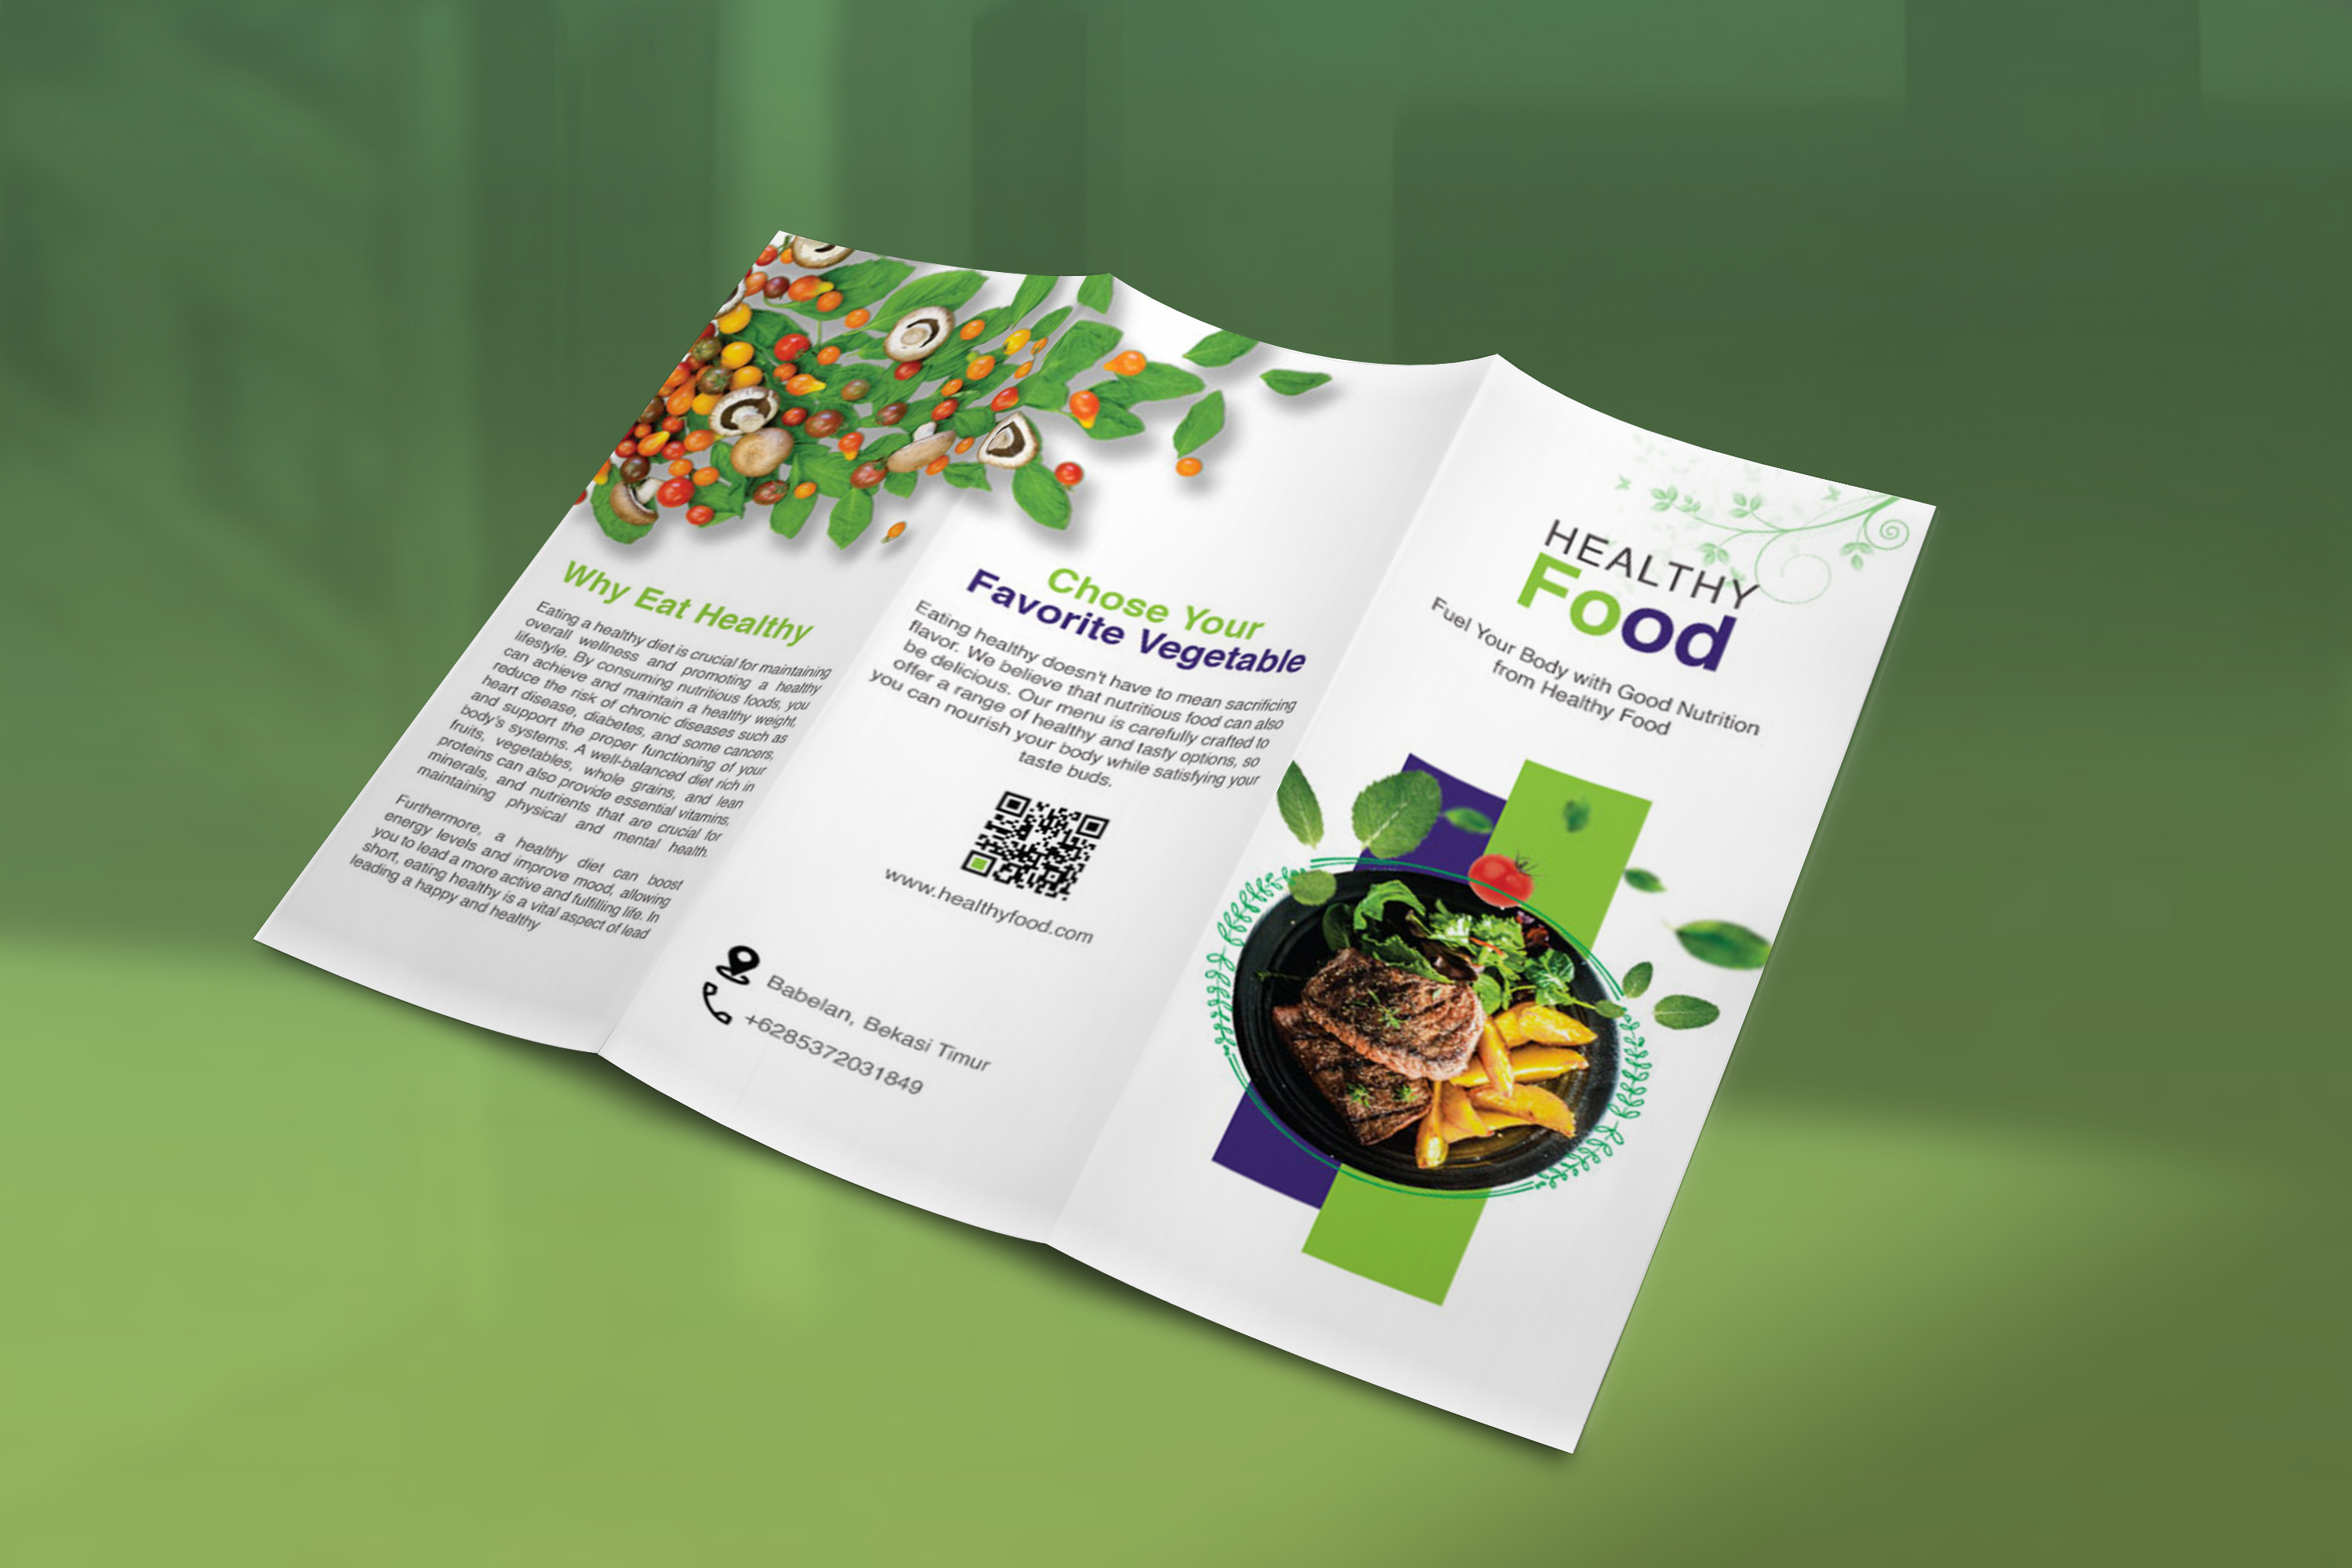 Why Eat Healthy
Eating a healthy diet is crucial for maintaining
overall wellness and promoting a healthy
lifestyle. By consuming nutritious foods, you
can achieve and maintain a healthy weight,
reduce the risk of chronic diseases such as
heart disease, diabetes, and some cancers,
and support the proper functioning of your
body's systems. A well-balanced diet rich in
fruits, vegetables, whole grains, and lean
proteins can also provide essential vitamins,
minerals, and nutrients that are crucial for
maintaining physical and mental health.
Furthermore, a healthy diet can boost
energy levels and improve mood, allowing
you to lead a more active and fulfilling life. In
short, eating healthy is a vital aspect of lead
leading a happy and healthy
Chose Your
Favorite Vegetable
Eating healthy doesn't have to mean sacrificing
flavor. We believe that nutritious food can also
be delicious. Our menu is carefully crafted to
offer a range of healthy and tasty options, so
you can nourish your body while satisfying your
taste buds.
www.healthyfood.com
Babelan, Bekasi Timur
+6285372031849
HEALTHY
Food
Fuel Your Body with Good Nutrition
from Healthy Food